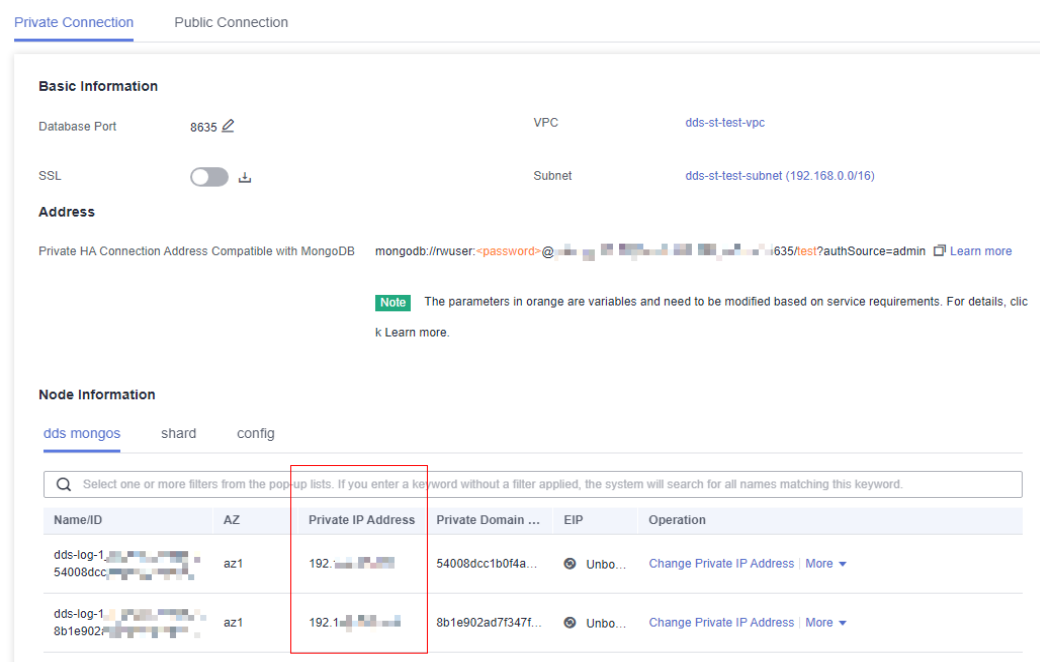 Private Connection Public Connection
Basic Information
Database Port 8635 VPC dds-st-test-vpc
SSL Subnet dds-st-test-subnet (192.168.0.0/16)
Address
Private HA Connection Address Compatible with MongoDB mongodb://rwuser:<password>@ 635/test?authSource=admin Learn more
Note The parameters in orange are variables and need to be modified based on service requirements. For details, clic
k Learn more.
Node Information
dds mongos shard config
Select one or more filters from the pop-up lists. If you enter a keyword without a filter applied, the system will search for all names matching this keyword.
Name/ID AZ Private IP Address Private Domain ... EIP Operation
dds-log-1
54008dcc az1 192. 54008dcc1b0f4a... Unbo... Change Private IP Address More
dds-log-1
8b1e902 az1 192.1 8b1e902ad7f347f... Unbo... Change Private IP Address More